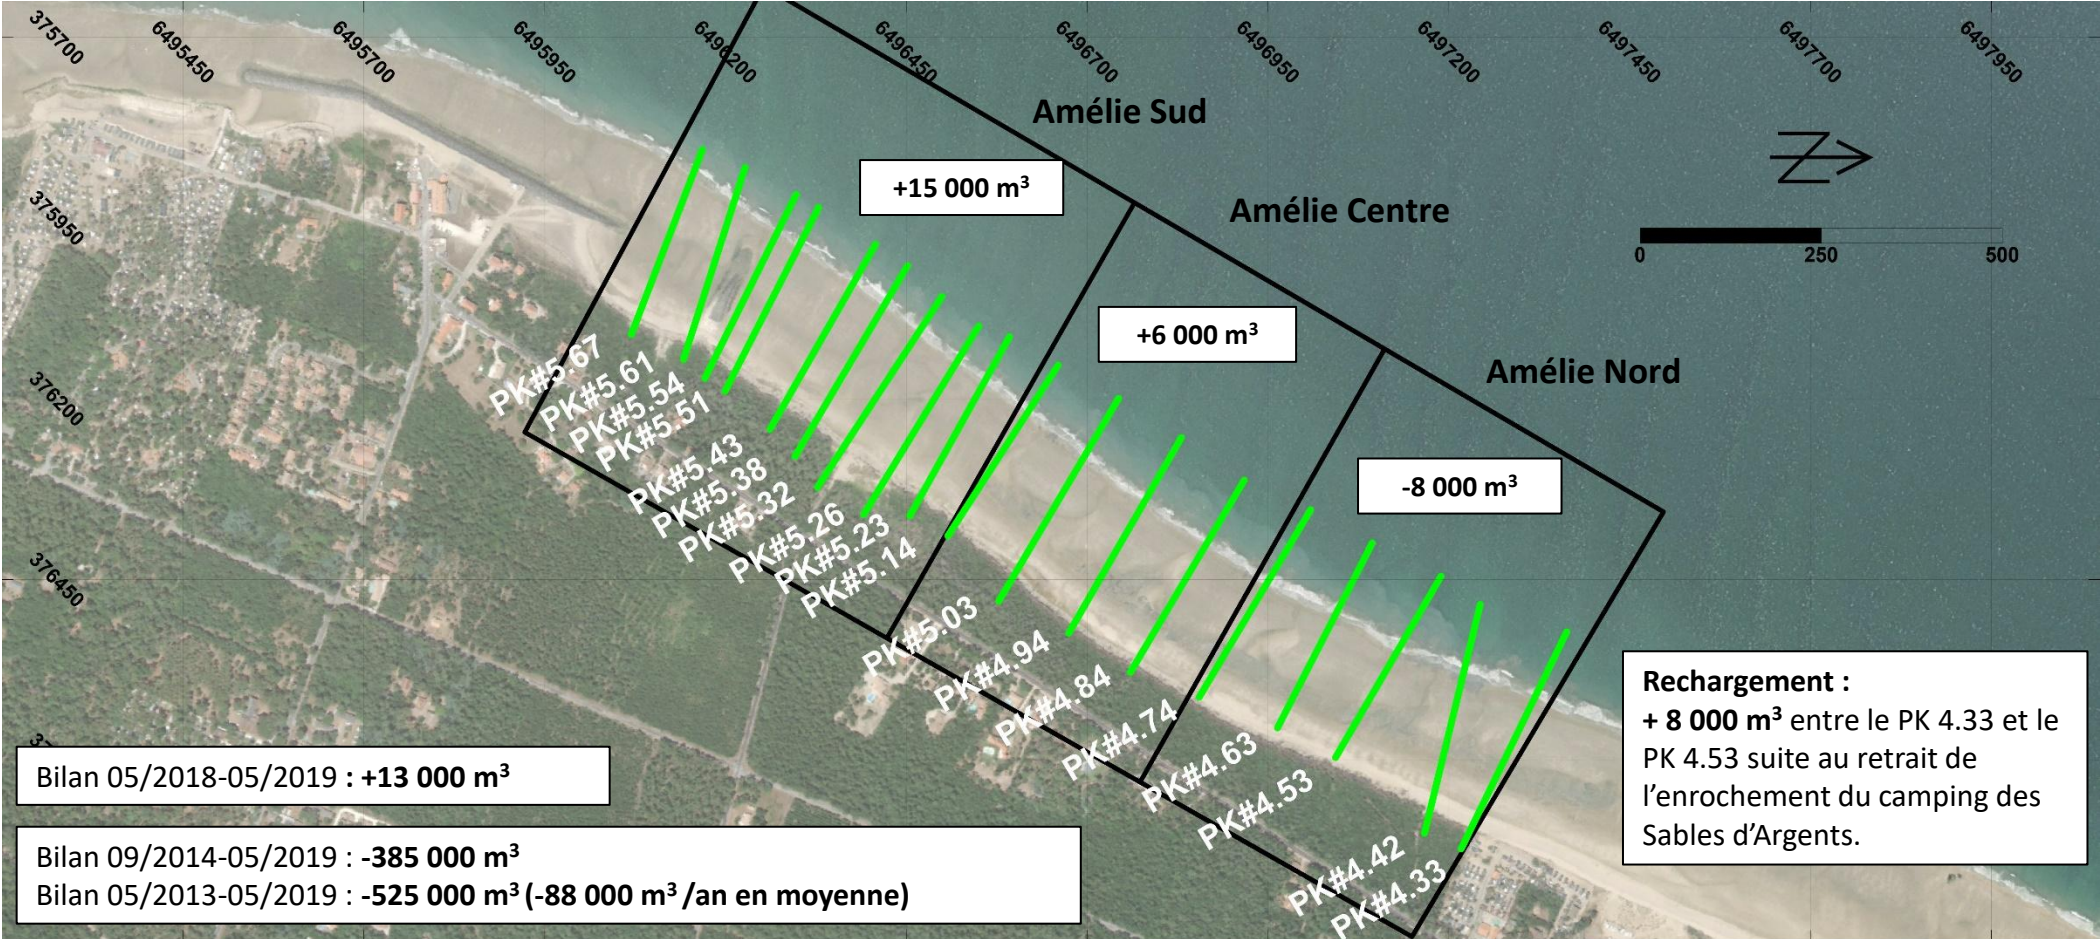 375700
6495450
6495700
6495950
6496200
6496450
6496700
6496950
6497200
6497450
6497700
6497950
Amélie Sud
+15 000 m³
Amélie Centre
+6 000 m³
Amélie Nord
-8 000 m³
N
0
250
500
375950
376200
376450
PK#5.67
PK#5.61
PK#5.54
PK#5.51
PK#5.43
PK#5.38
PK#5.32
PK#5.26
PK#5.23
PK#5.14
PK#5.03
PK#4.94
PK#4.84
PK#4.74
PK#4.63
PK#4.53
PK#4.42
PK#4.33
Rechargement :
+ 8 000 m³ entre le PK 4.33 et le
PK 4.53 suite au retrait de
l’enrochement du camping des
Sables d’Argents.
Bilan 05/2018-05/2019 : +13 000 m³
Bilan 09/2014-05/2019 : -385 000 m³
Bilan 05/2013-05/2019 : -525 000 m³ (-88 000 m³ /an en moyenne)